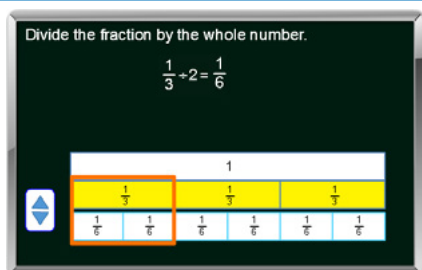 Divide the fraction by the whole number.
1/3 ÷2= 1/6
1
1/3 1/3 1/3
1/6 1/6 1/6 1/6 1/6 1/6